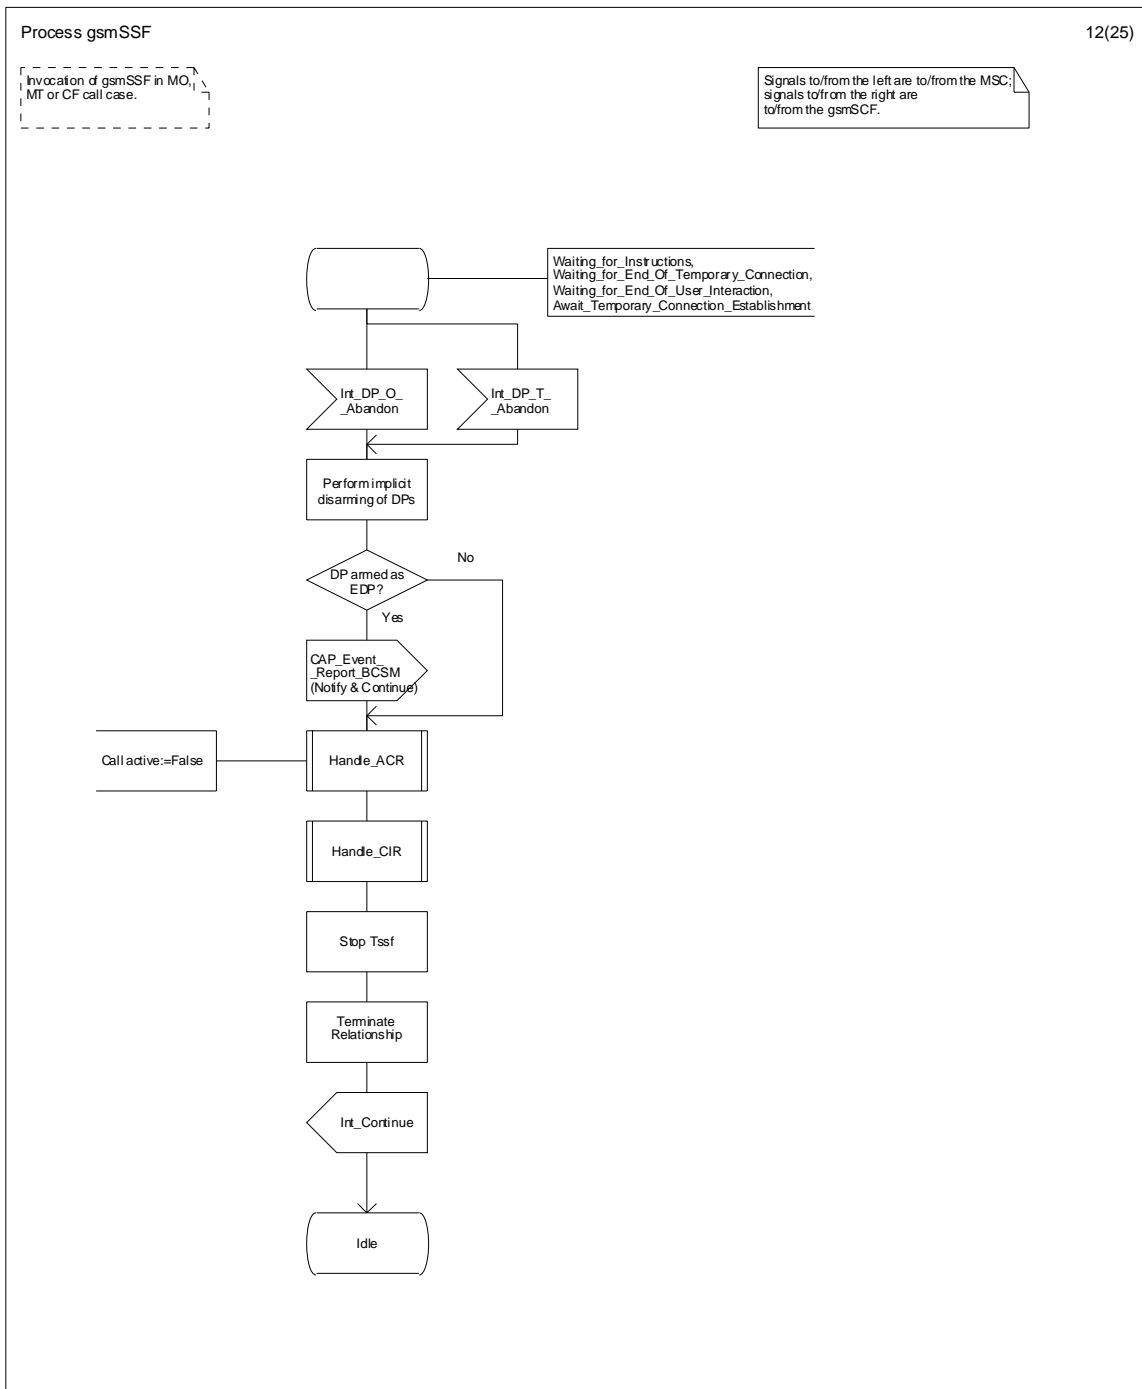 Process gsmSSF
12(25)
Invocation of gsmSSF in MO,
MT or CF call case.
Signals to/from the left are to/from the MSC;
signals to/from the right are
to/from the gsmSCF.
Waiting_for_Instructions,
Waiting_for_End_Of_Temporary_Connection,
Waiting_for_End_Of_User_Interaction,
Await_Temporary_Connection_Establishment
Int_DP_O_
_Abandon
Int_DP_T_
_Abandon
Perform implicit
disarming of DPs
DP armed as
EDP?
No
Yes
CAP_Event_
_Report_BCSM
(Notify & Continue)
Call active:=False
Handle_ACR
Handle_CIR
Stop Tssf
Terminate
Relationship
Int_Continue
Idle